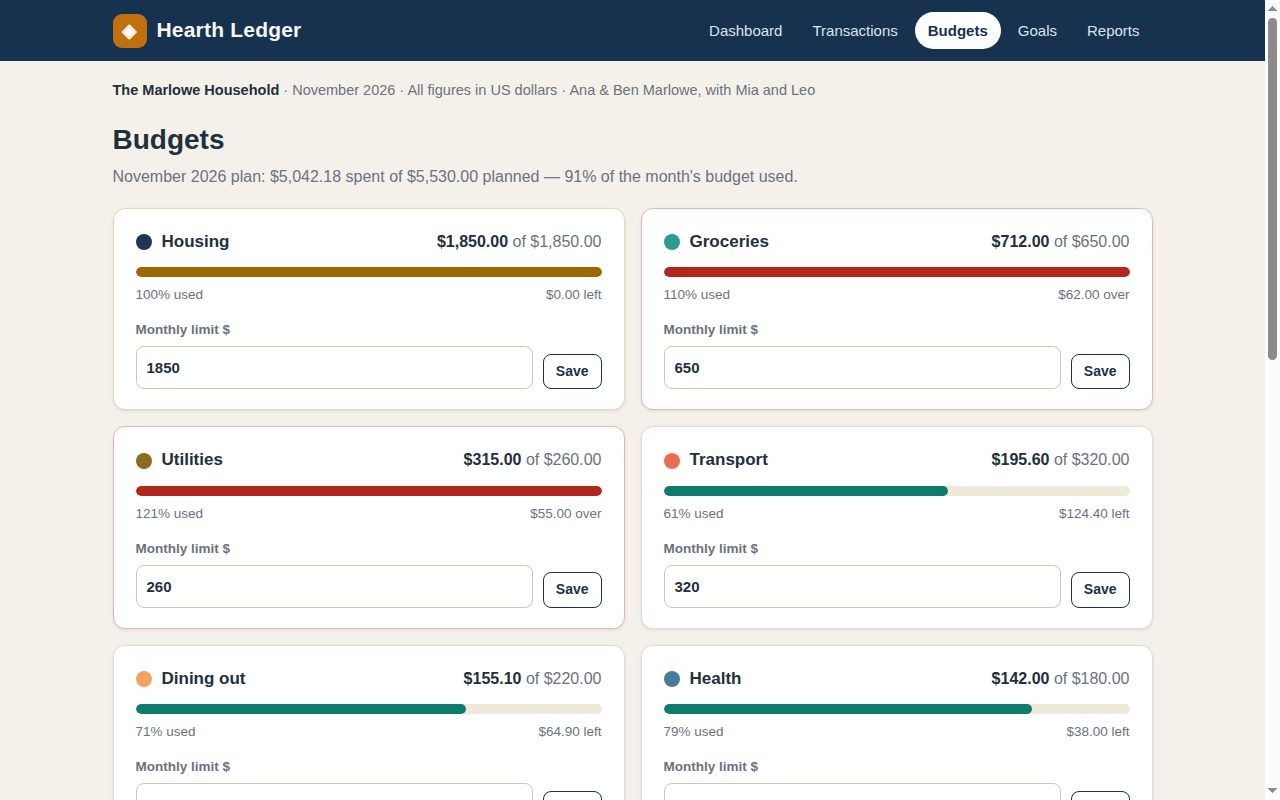 Hearth Ledger
Dashboard Transactions Budgets Goals Reports
The Marlowe Household · November 2026 · All figures in US dollars · Ana & Ben Marlowe, with Mia and Leo
Budgets
November 2026 plan: $5,042.18 spent of $5,530.00 planned — 91% of the month's budget used.
Housing $1,850.00 of $1,850.00
100% used $0.00 left
Monthly limit $
1850 Save
Groceries $712.00 of $650.00
110% used $62.00 over
Monthly limit $
650 Save
Utilities $315.00 of $260.00
121% used $55.00 over
Monthly limit $
260 Save
Transport $195.60 of $320.00
61% used $124.40 left
Monthly limit $
320 Save
Dining out $155.10 of $220.00
71% used $64.90 left
Monthly limit $
Health $142.00 of $180.00
79% used $38.00 left
Monthly limit $